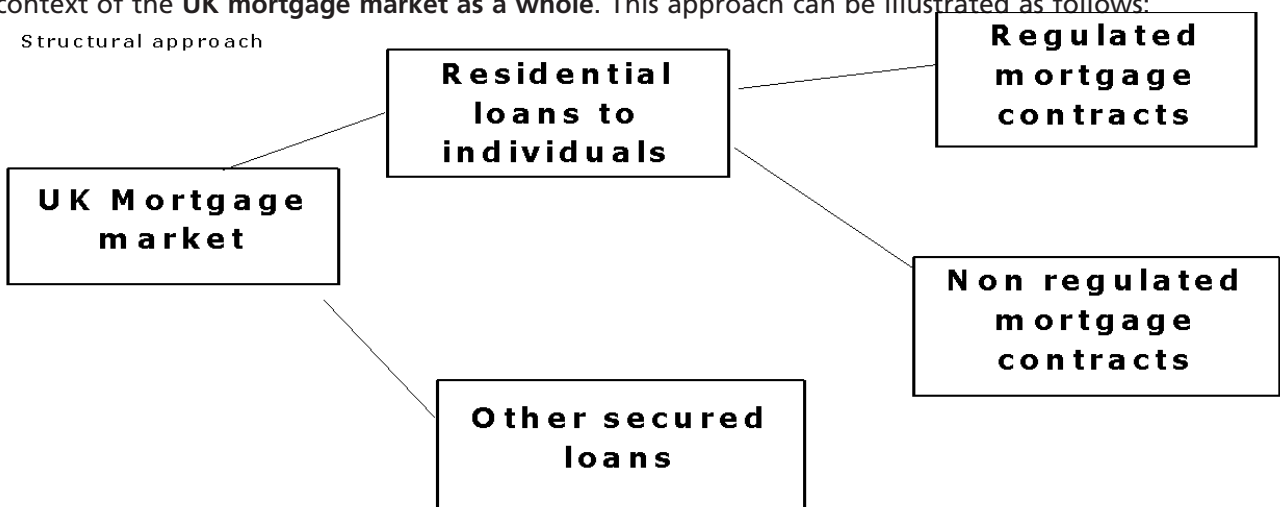 context of the UK mortgage market as a whole. This approach can be illustrated as follows:
Structural approach
Residential
loans to
individuals
Regulated
mortgage
contracts
UK Mortgage
market
Non regulated
mortgage
contracts
Other secured
loans